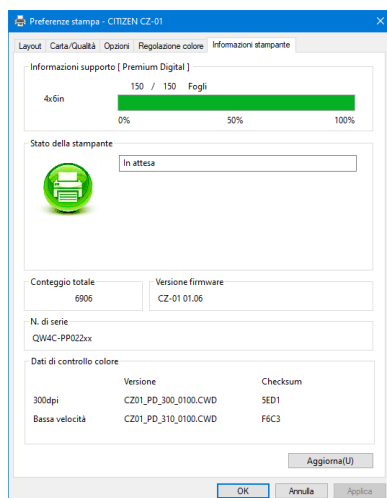 Preferenze stampa - CITIZEN CZ-01
Layout Carta/Qualità Opzioni Regolazione colore Informazioni stampante
Informazioni supporto [ Premium Digital ]
150 / 150 Fogli
4x6in
0% 50% 100%
Stato della stampante
In attesa
Conteggio totale
6906
Versione firmware
CZ-01 01.06
N. di serie
QW4C-PP022xx
Dati di controllo colore
Versione Checksum
300dpi CZ01_PD_300_0100.CWD 5ED1
Bassa velocità CZ01_PD_310_0100.CWD F6C3
Aggiorna(U)
OK Annulla Applica